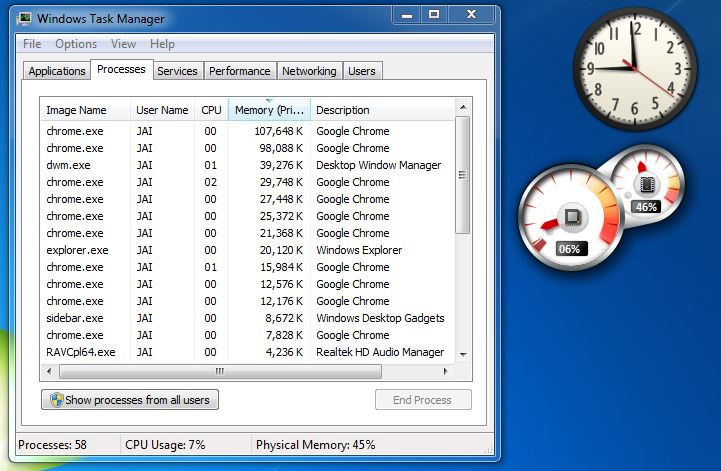 Windows Task Manager
File Options View Help
Applications Processes Services Performance Networking Users
Image Name User Name CPU Memory (Pri... Description
chrome.exe JAI 00 107,648 K Google Chrome
chrome.exe JAI 00 98,088 K Google Chrome
dwm.exe JAI 01 39,276 K Desktop Window Manager
chrome.exe JAI 02 29,748 K Google Chrome
chrome.exe JAI 00 27,448 K Google Chrome
chrome.exe JAI 00 25,372 K Google Chrome
chrome.exe JAI 00 21,368 K Google Chrome
explorer.exe JAI 00 20,120 K Windows Explorer
chrome.exe JAI 01 15,984 K Google Chrome
chrome.exe JAI 00 12,576 K Google Chrome
chrome.exe JAI 00 12,176 K Google Chrome
sidebar.exe JAI 00 8,672 K Windows Desktop Gadgets
chrome.exe JAI 00 7,828 K Google Chrome
RAVCpl64.exe JAI 00 4,236 K Realtek HD Audio Manager
Show processes from all users
End Process
Processes: 58 CPU Usage: 7% Physical Memory: 45%
12 1 2 3 4 5 6 7 8 9 10 11
46%
06%